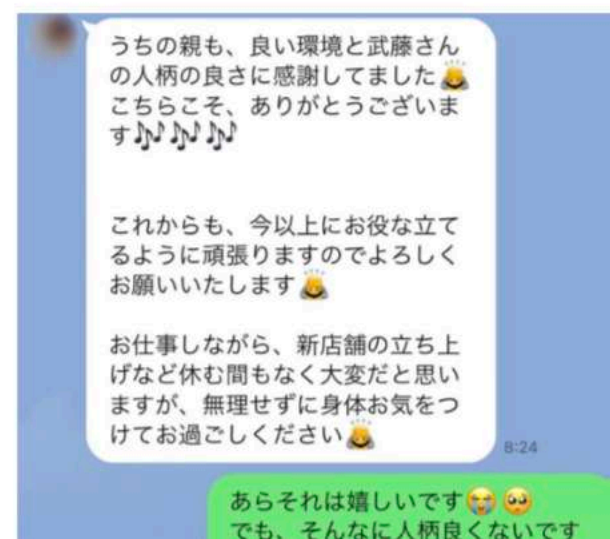 うちの親も、良い環境と武藤さん
の人柄の良さに感謝してました🙇
こちらこそ、ありがとうございま
す🎶🎶🎶
これからも、今以上にお役な立て
るように頑張りますのでよろしく
お願いいたします🙇
お仕事しながら、新店舗の立ち上
げなど休む間もなく大変だと思い
ますが、無理せずに身体お気をつ
けてお過ごしください🙇
8:24
あらそれは嬉しいです😭🥺
でも、そんなに人柄良くないです